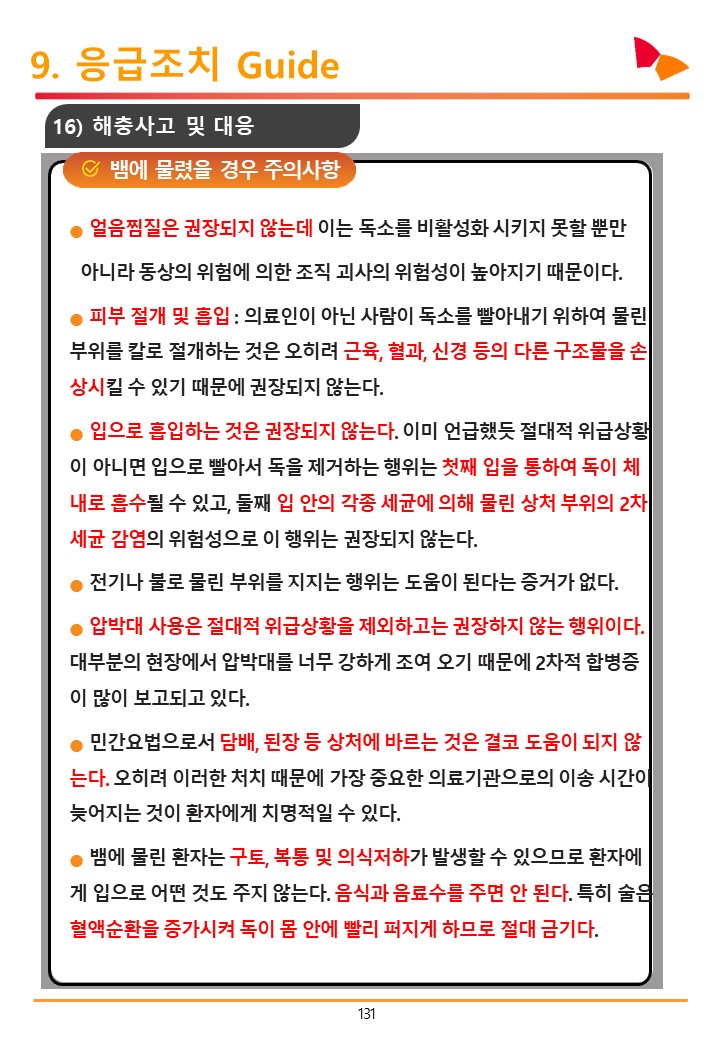 9. 응급조치 Guide
16) 해충사고 및 대응
뱀에 물렸을 경우 주의사항
● 얼음찜질은 권장되지 않는데 이는 독소를 비활성화 시키지 못할 뿐만
아니라 동상의 위험에 의한 조직 괴사의 위험성이 높아지기 때문이다.
● 피부 절개 및 흡입 : 의료인이 아닌 사람이 독소를 빨아내기 위하여 물린
부위를 칼로 절개하는 것은 오히려 근육, 혈과, 신경 등의 다른 구조물을 손
상시킬 수 있기 때문에 권장되지 않는다.
● 입으로 흡입하는 것은 권장되지 않는다. 이미 언급했듯 절대적 위급상황
이 아니면 입으로 빨아서 독을 제거하는 행위는 첫째 입을 통하여 독이 체
내로 흡수될 수 있고, 둘째 입 안의 각종 세균에 의해 물린 상처 부위의 2차
세균 감염의 위험성으로 이 행위는 권장되지 않는다.
● 전기나 불로 물린 부위를 지지는 행위는 도움이 된다는 증거가 없다.
● 압박대 사용은 절대적 위급상황을 제외하고는 권장하지 않는 행위이다.
대부분의 현장에서 압박대를 너무 강하게 조여 오기 때문에 2차적 합병증
이 많이 보고되고 있다.
● 민간요법으로서 담배, 된장 등 상처에 바르는 것은 결코 도움이 되지 않
는다. 오히려 이러한 처치 때문에 가장 중요한 의료기관으로의 이송 시간이
늦어지는 것이 환자에게 치명적일 수 있다.
● 뱀에 물린 환자는 구토, 복통 및 의식저하가 발생할 수 있으므로 환자에
게 입으로 어떤 것도 주지 않는다. 음식과 음료수를 주면 안 된다. 특히 술은
혈액순환을 증가시켜 독이 몸 안에 빨리 퍼지게 하므로 절대 금기다.
131